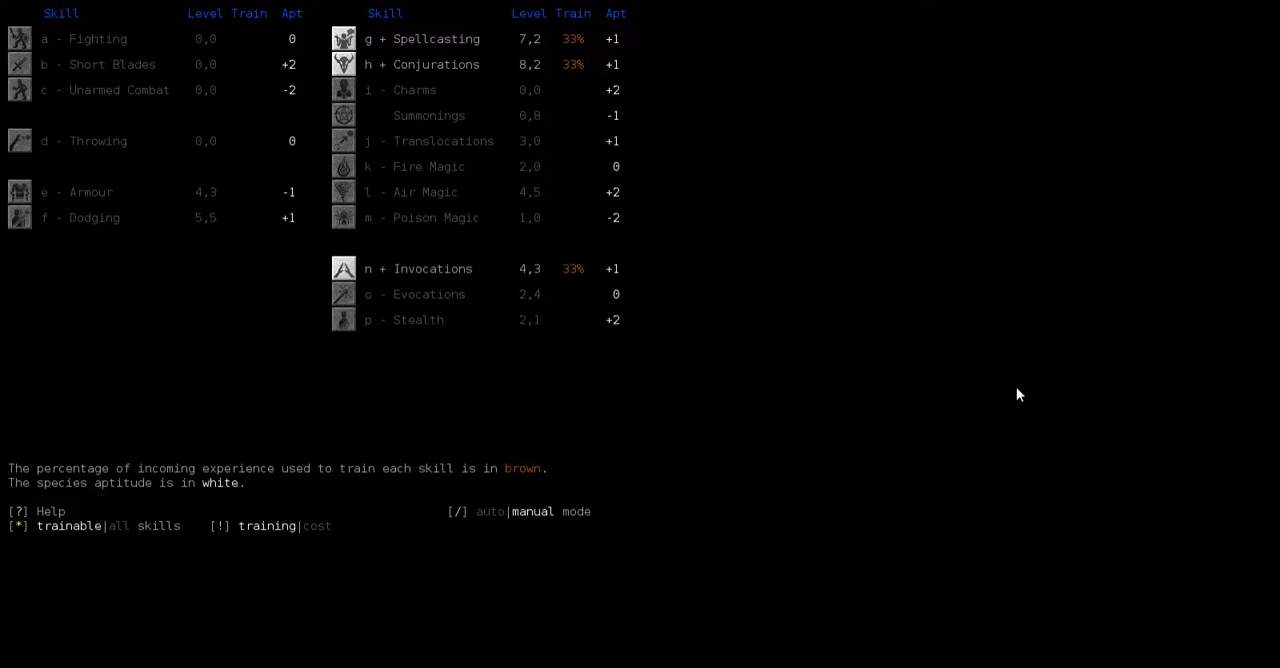 Skill Level Train Apt Skill Level Train Apt
a - Fighting 0,0 0 g + Spellcasting 7,2 33% +1
b - Short Blades 0,0 +2 h + Conjurations 8,2 33% +1
c - Unarmed Combat 0,0 -2 i - Charms 0,0 +2
Summonings 0,8 -1
d - Throwing 0,0 0 j - Translocations 3,0 +1
k - Fire Magic 2,0 0
e - Armour 4,3 -1 l - Air Magic 4,5 +2
f - Dodging 5,5 +1 m - Poison Magic 1,0 -2
n + Invocations 4,3 33% +1
o - Evocations 2,4 0
p - Stealth 2,1 +2
The percentage of incoming experience used to train each skill is in brown.
The species aptitude is in white.
[?] Help [/] auto|manual mode
[*] trainable|all skills [!] training|cost